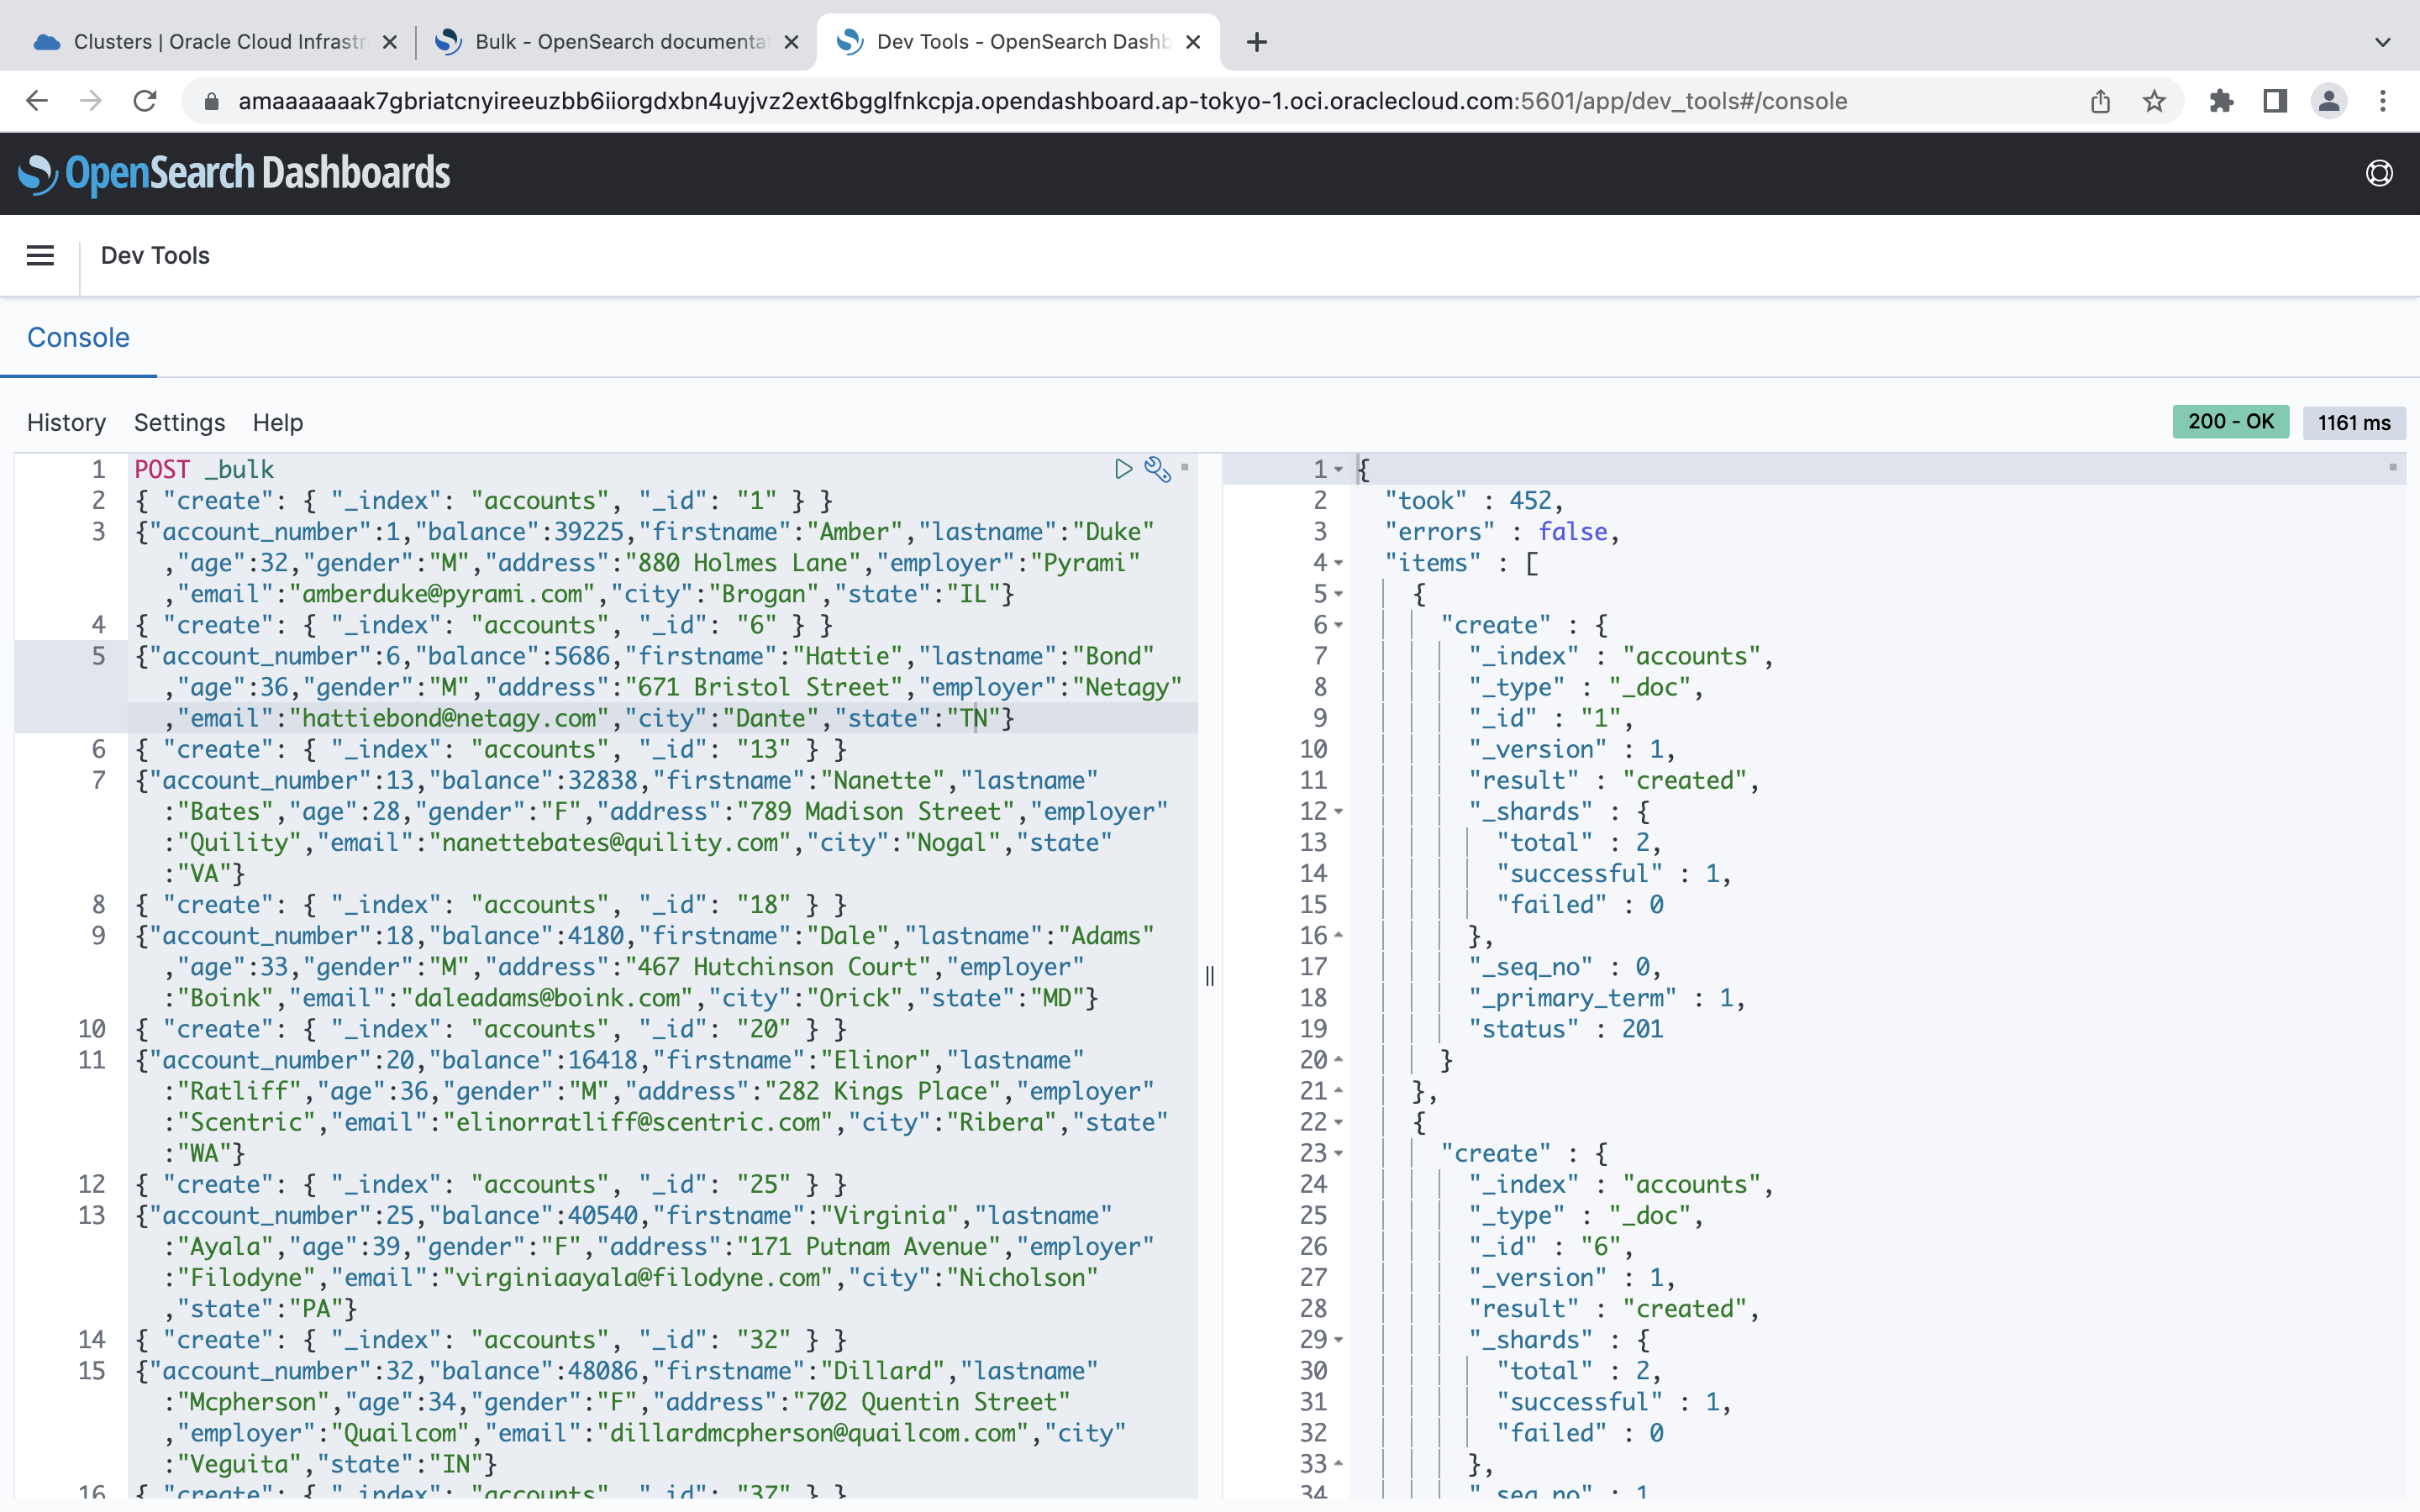 Clusters | Oracle Cloud Infrastr
Bulk - OpenSearch documenta
Dev Tools - OpenSearch Dashb
amaaaaaaak7gbriatcnyireeuzbb6iiorgdxbn4uyjvz2ext6bgglfnkcpja.opendashboard.ap-tokyo-1.oci.oraclecloud.com:5601/app/dev_tools#/console
OpenSearch Dashboards
Dev Tools
Console
History Settings Help
200 - OK 1161 ms
1 POST _bulk
2 { "create": { "_index": "accounts", "_id": "1" } }
3 {"account_number":1,"balance":39225,"firstname":"Amber","lastname":"Duke"
,"age":32,"gender":"M","address":"880 Holmes Lane","employer":"Pyrami"
,"email":"amberduke@pyrami.com","city":"Brogan","state":"IL"}
4 { "create": { "_index": "accounts", "_id": "6" } }
5 {"account_number":6,"balance":5686,"firstname":"Hattie","lastname":"Bond"
,"age":36,"gender":"M","address":"671 Bristol Street","employer":"Netagy"
,"email":"hattiebond@netagy.com","city":"Dante","state":"TN"}
6 { "create": { "_index": "accounts", "_id": "13" } }
7 {"account_number":13,"balance":32838,"firstname":"Nanette","lastname"
:"Bates","age":28,"gender":"F","address":"789 Madison Street","employer"
:"Quility","email":"nanettebates@quility.com","city":"Nogal","state"
:"VA"}
8 { "create": { "_index": "accounts", "_id": "18" } }
9 {"account_number":18,"balance":4180,"firstname":"Dale","lastname":"Adams"
,"age":33,"gender":"M","address":"467 Hutchinson Court","employer"
:"Boink","email":"daleadams@boink.com","city":"Orick","state":"MD"}
10 { "create": { "_index": "accounts", "_id": "20" } }
11 {"account_number":20,"balance":16418,"firstname":"Elinor","lastname"
:"Ratliff","age":36,"gender":"M","address":"282 Kings Place","employer"
:"Scentric","email":"elinorratliff@scentric.com","city":"Ribera","state"
:"WA"}
12 { "create": { "_index": "accounts", "_id": "25" } }
13 {"account_number":25,"balance":40540,"firstname":"Virginia","lastname"
:"Ayala","age":39,"gender":"F","address":"171 Putnam Avenue","employer"
:"Filodyne","email":"virginiaayala@filodyne.com","city":"Nicholson"
,"state":"PA"}
14 { "create": { "_index": "accounts", "_id": "32" } }
15 {"account_number":32,"balance":48086,"firstname":"Dillard","lastname"
:"Mcpherson","age":34,"gender":"F","address":"702 Quentin Street"
,"employer":"Quailcom","email":"dillardmcpherson@quailcom.com","city"
:"Veguita","state":"IN"}
16 { "create": { "_index": "accounts", "_id": "37" } }
1 {
2 "took" : 452,
3 "errors" : false,
4 "items" : [
5 {
6 "create" : {
7 "_index" : "accounts",
8 "_type" : "_doc",
9 "_id" : "1",
10 "_version" : 1,
11 "result" : "created",
12 "_shards" : {
13 "total" : 2,
14 "successful" : 1,
15 "failed" : 0
16 },
17 "_seq_no" : 0,
18 "_primary_term" : 1,
19 "status" : 201
20 }
21 },
22 {
23 "create" : {
24 "_index" : "accounts",
25 "_type" : "_doc",
26 "_id" : "6",
27 "_version" : 1,
28 "result" : "created",
29 "_shards" : {
30 "total" : 2,
31 "successful" : 1,
32 "failed" : 0
33 },
34 "_seq_no" : 1